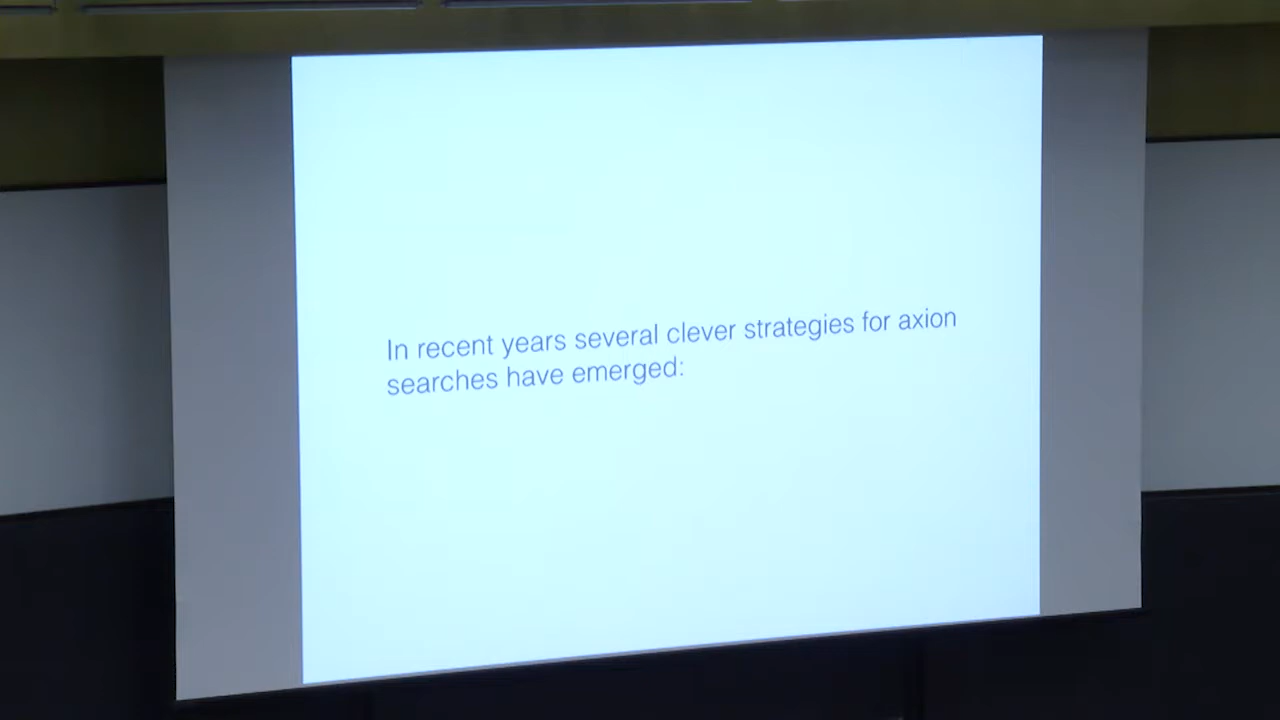 In recent years several clever strategies for axion
searches have emerged: